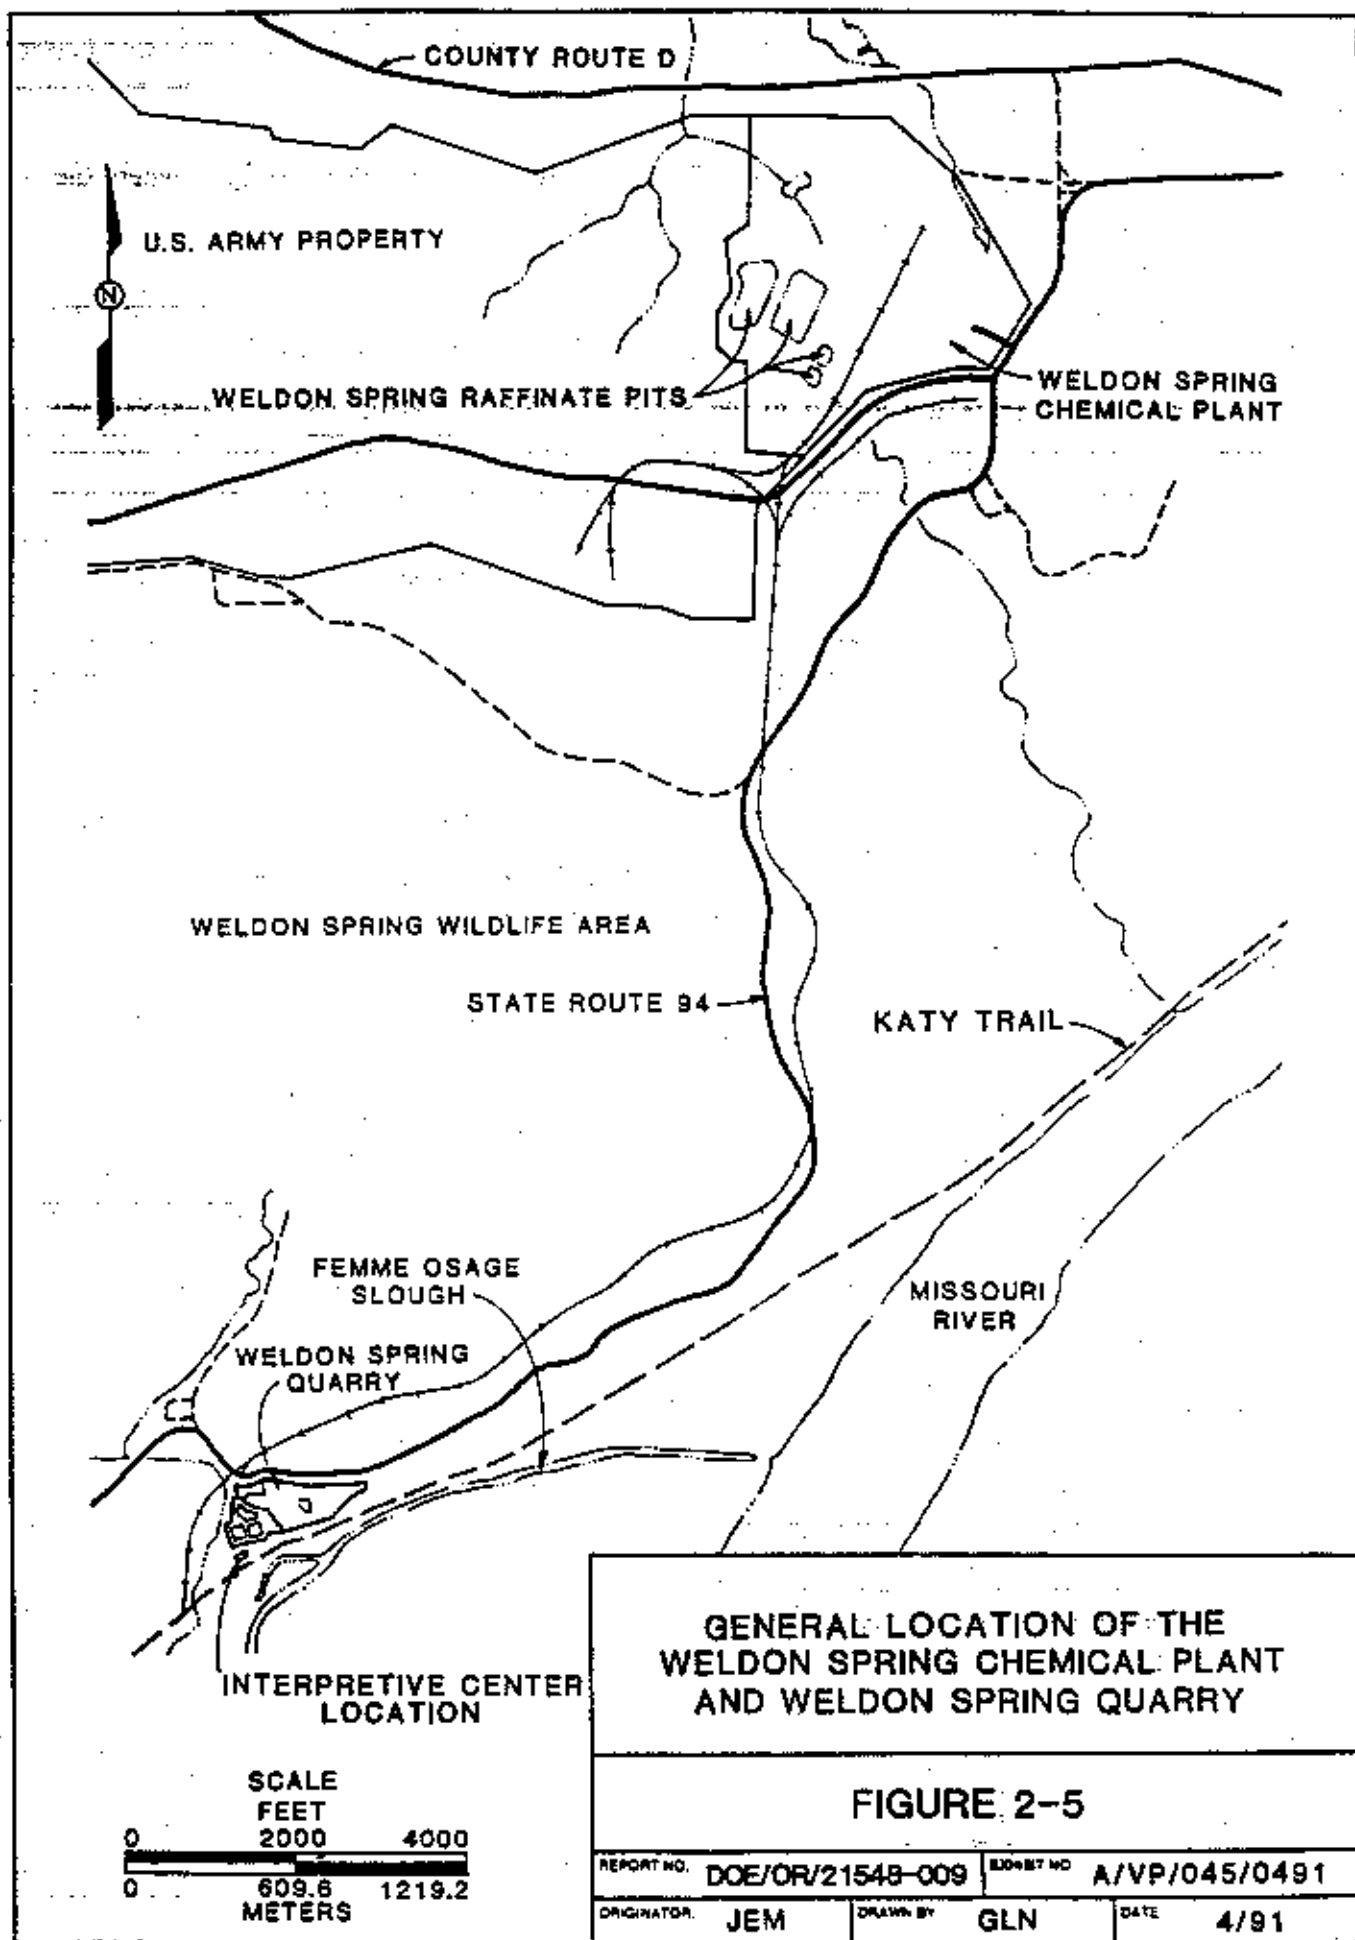 COUNTY ROUTE D
U.S. ARMY PROPERTY
N
WELDON SPRING RAFFINATE PITS
WELDON SPRING
CHEMICAL PLANT
WELDON SPRING WILDLIFE AREA
STATE ROUTE 94
KATY TRAIL
FEMME OSAGE
SLOUGH
MISSOURI
RIVER
WELDON SPRING
QUARRY
INTERPRETIVE CENTER
LOCATION
SCALE
FEET
0 2000 4000
0 609.6 1219.2
METERS
GENERAL LOCATION OF THE
WELDON SPRING CHEMICAL PLANT
AND WELDON SPRING QUARRY
FIGURE 2-5
REPORT NO. DOE/OR/21548-009 EXHIBIT NO A/VP/045/0491
ORIGINATOR JEM DRAWN BY GLN DATE 4/91